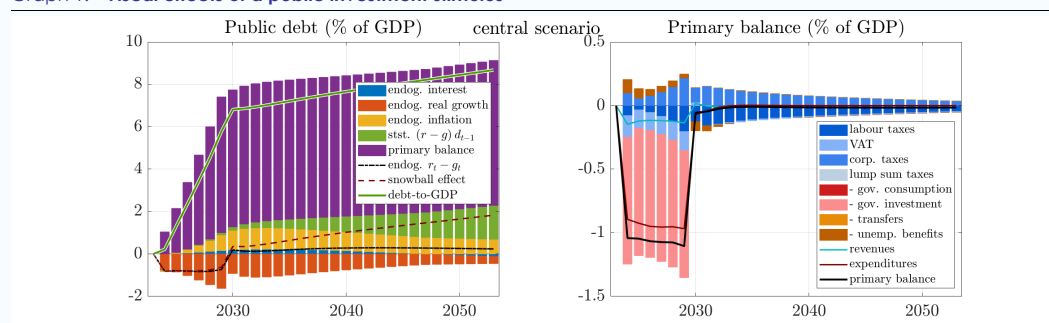 Public debt (% of GDP)
central scenario
Primary balance (% of GDP)
10
8
6
4
2
0
-2
2030
2040
2050
endog. interest
endog. real growth
endog. inflation
stst. (r − g) d_{t−1}
primary balance
endog. r_t − g_t
snowball effect
debt-to-GDP
0.5
0
-0.5
-1
-1.5
2030
2040
2050
labour taxes
VAT
corp. taxes
lump sum taxes
- gov. consumption
- gov. investment
- transfers
- unemp. benefits
revenues
expenditures
primary balance